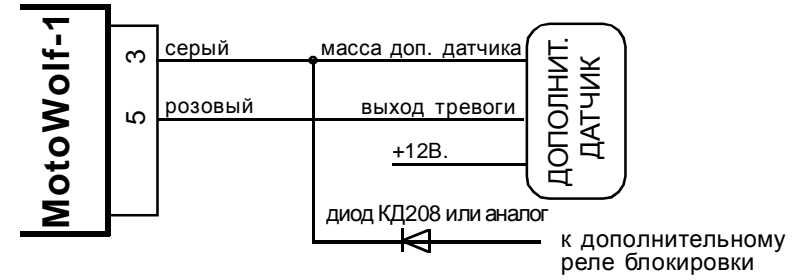 MotoWolf-1
3
серый
масса доп. датчика
5
розовый
выход тревоги
+12В.
ДОПОЛНИТ.
ДАТЧИК
диод КД208 или аналог
к дополнительному
реле блокировки